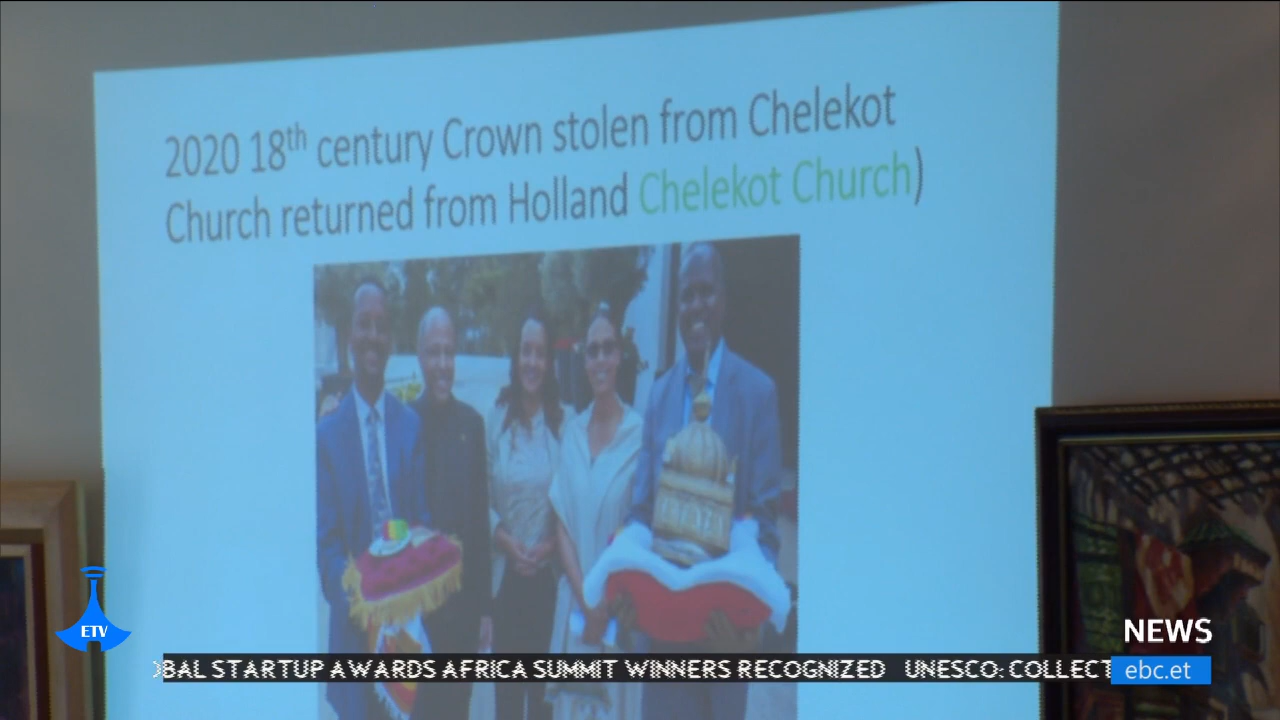 2020 18th century Crown stolen from Chelekot
Church returned from Holland Chelekot Church)
ETV
NEWS
BAL STARTUP AWARDS AFRICA SUMMIT WINNERS RECOGNIZED UNESCO: COLLECT
ebc.et